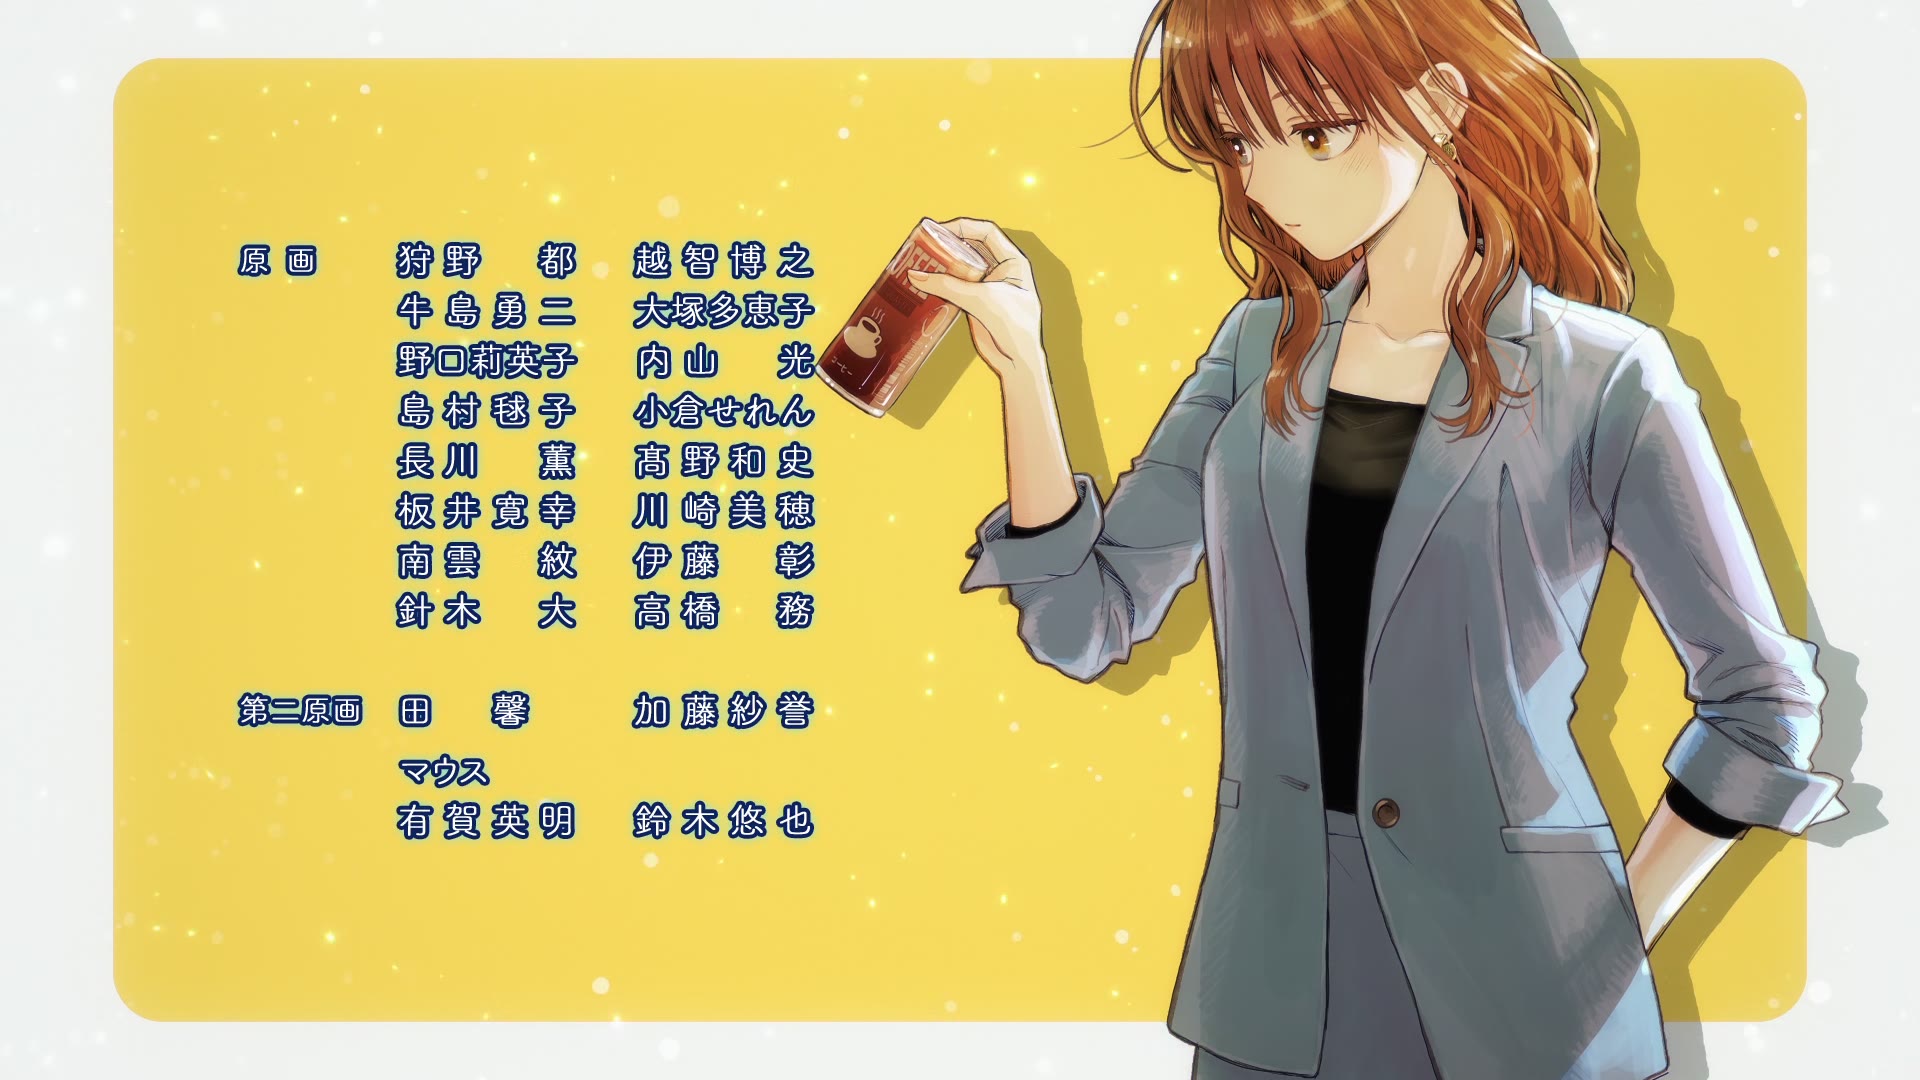 原画 狩野 都 越智博之
牛島勇二 大塚多恵子
野口莉英子 内山 光
島村毬子 小倉せれん
長川 薫 髙野和史
板井寛幸 川崎美穂
南雲 紋 伊藤 彰
針木 大 高橋 務
第二原画 田 馨 加藤紗誉
マウス
有賀英明 鈴木悠也
コーヒー